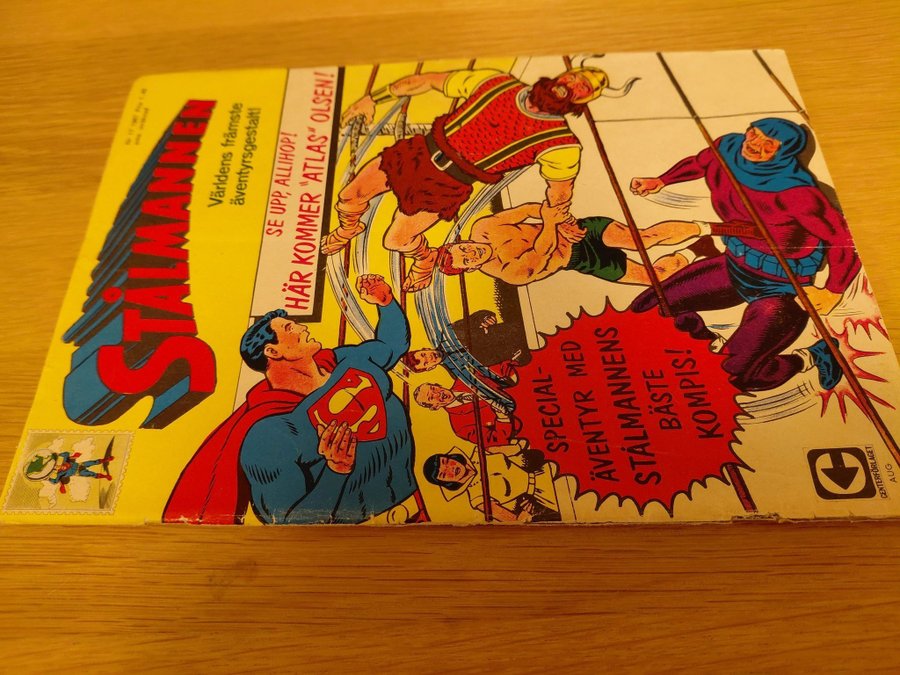 STÅLMANNEN
Världens främste
äventyrsgestalt!
SE UPP, ALLIHOP!
HÄR KOMMER "ATLAS" OLSEN!
SPECIAL-
ÄVENTYR MED
STÅLMANNENS
BÄSTE
KOMPIS!
CENTERFÖRLAGET
AUG